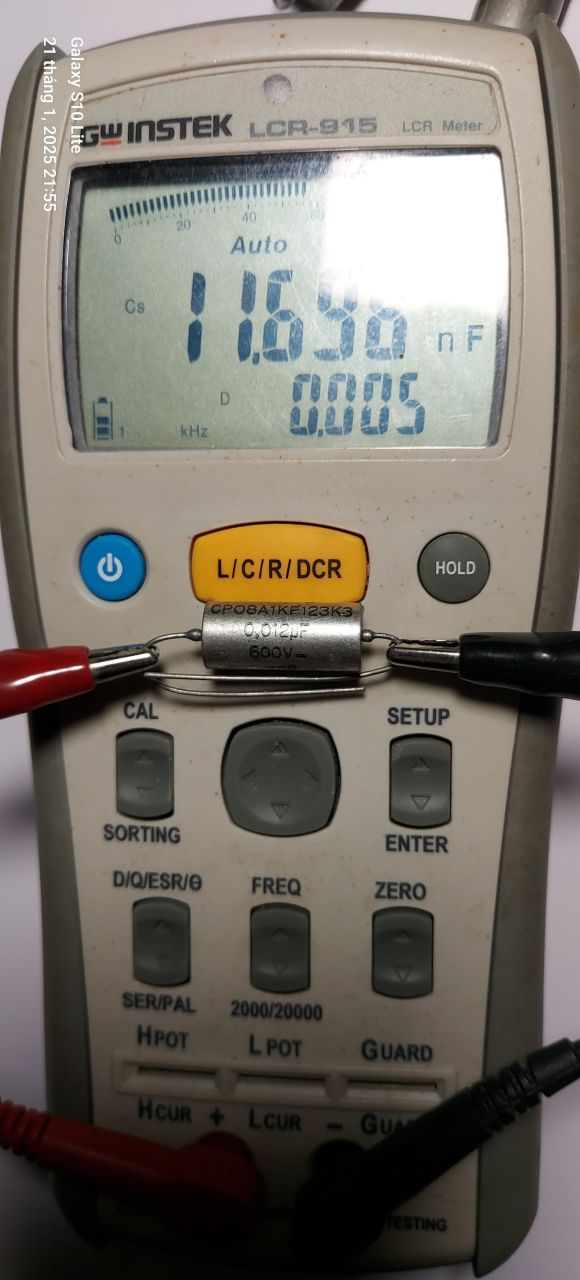 Galaxy S10 Lite
21 tháng 1, 2025 21:55
GW INSTEK LCR-915 LCR Meter
0 20 40 60
Auto
Cs 11.696 nF
D 0.005
1 kHz
L/C/R/DCR
HOLD
CP08A1KF123K3
0,012µF
600V
CAL
SETUP
SORTING
ENTER
D/Q/ESR/Θ
FREQ
ZERO
SER/PAL
2000/20000
HPOT
LPOT
GUARD
HCUR + LCUR -
TESTING